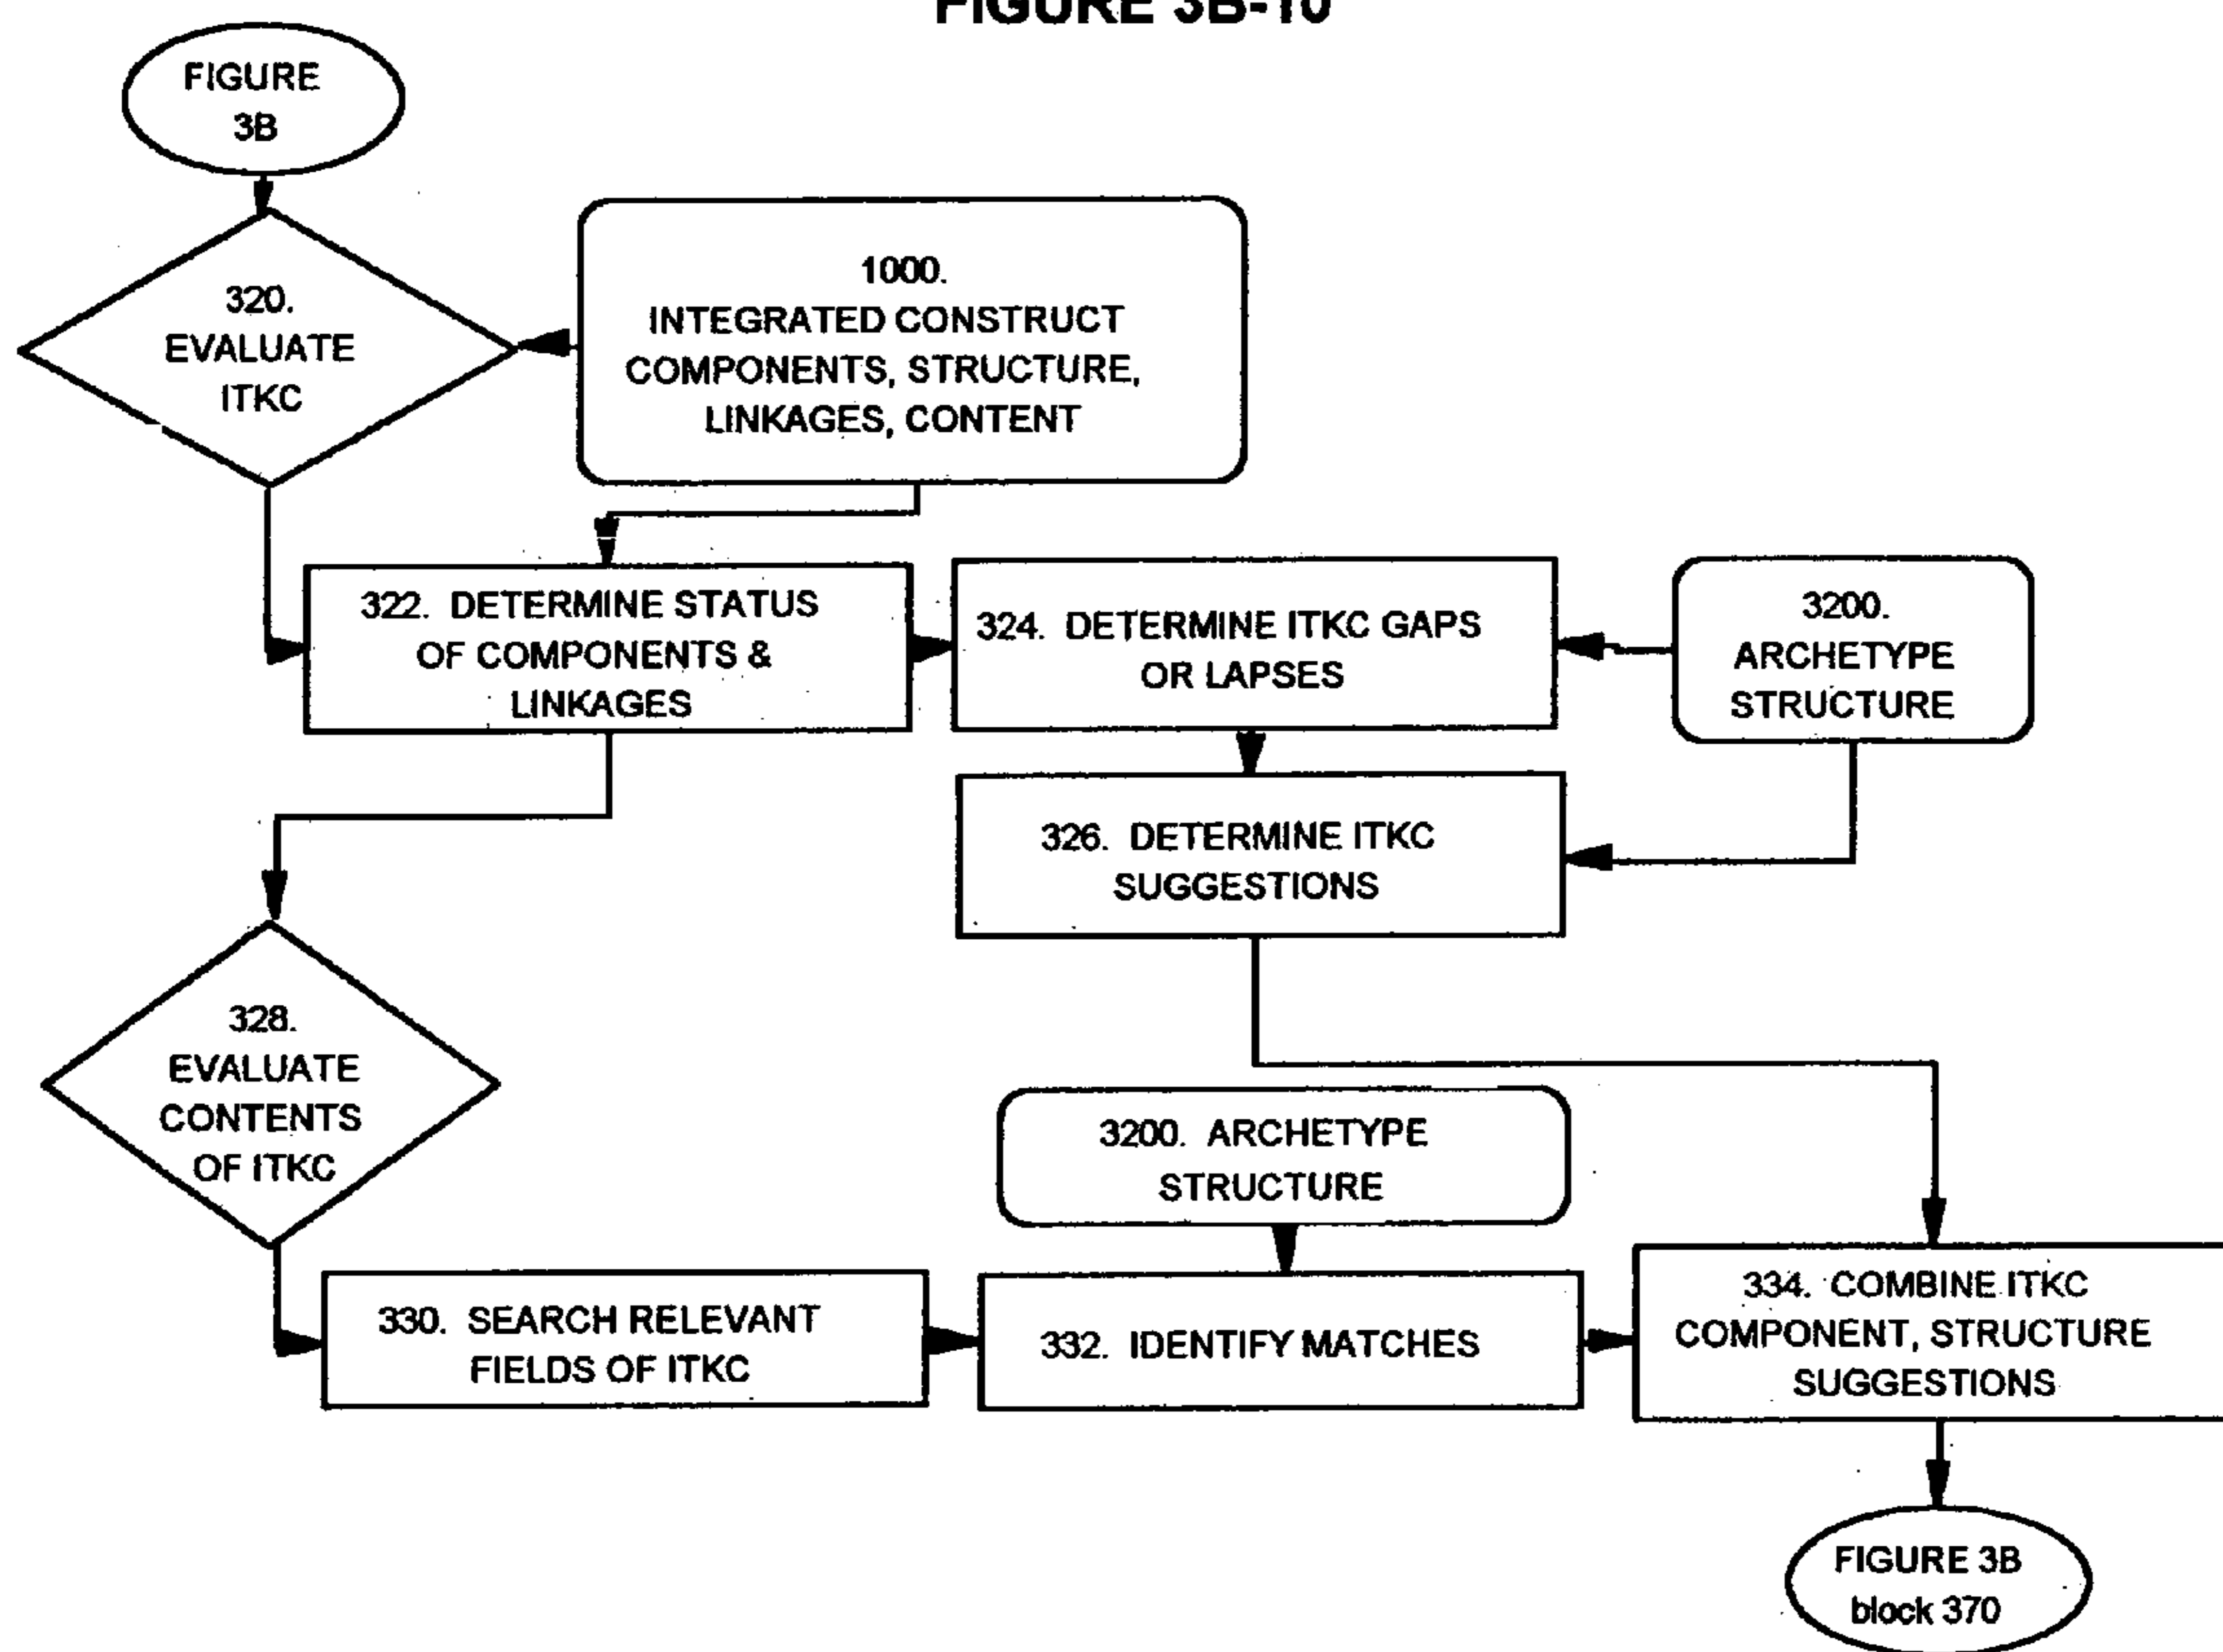 FIGURE 3B-10
FIGURE
3B
320.
EVALUATE
ITKC
1000.
INTEGRATED CONSTRUCT
COMPONENTS, STRUCTURE,
LINKAGES, CONTENT
322. DETERMINE STATUS
OF COMPONENTS &
LINKAGES
324. DETERMINE ITKC GAPS
OR LAPSES
3200.
ARCHETYPE
STRUCTURE
326. DETERMINE ITKC
SUGGESTIONS
328.
EVALUATE
CONTENTS
OF ITKC
3200. ARCHETYPE
STRUCTURE
330. SEARCH RELEVANT
FIELDS OF ITKC
332. IDENTIFY MATCHES
334. COMBINE ITKC
COMPONENT, STRUCTURE
SUGGESTIONS
FIGURE 3B
block 370